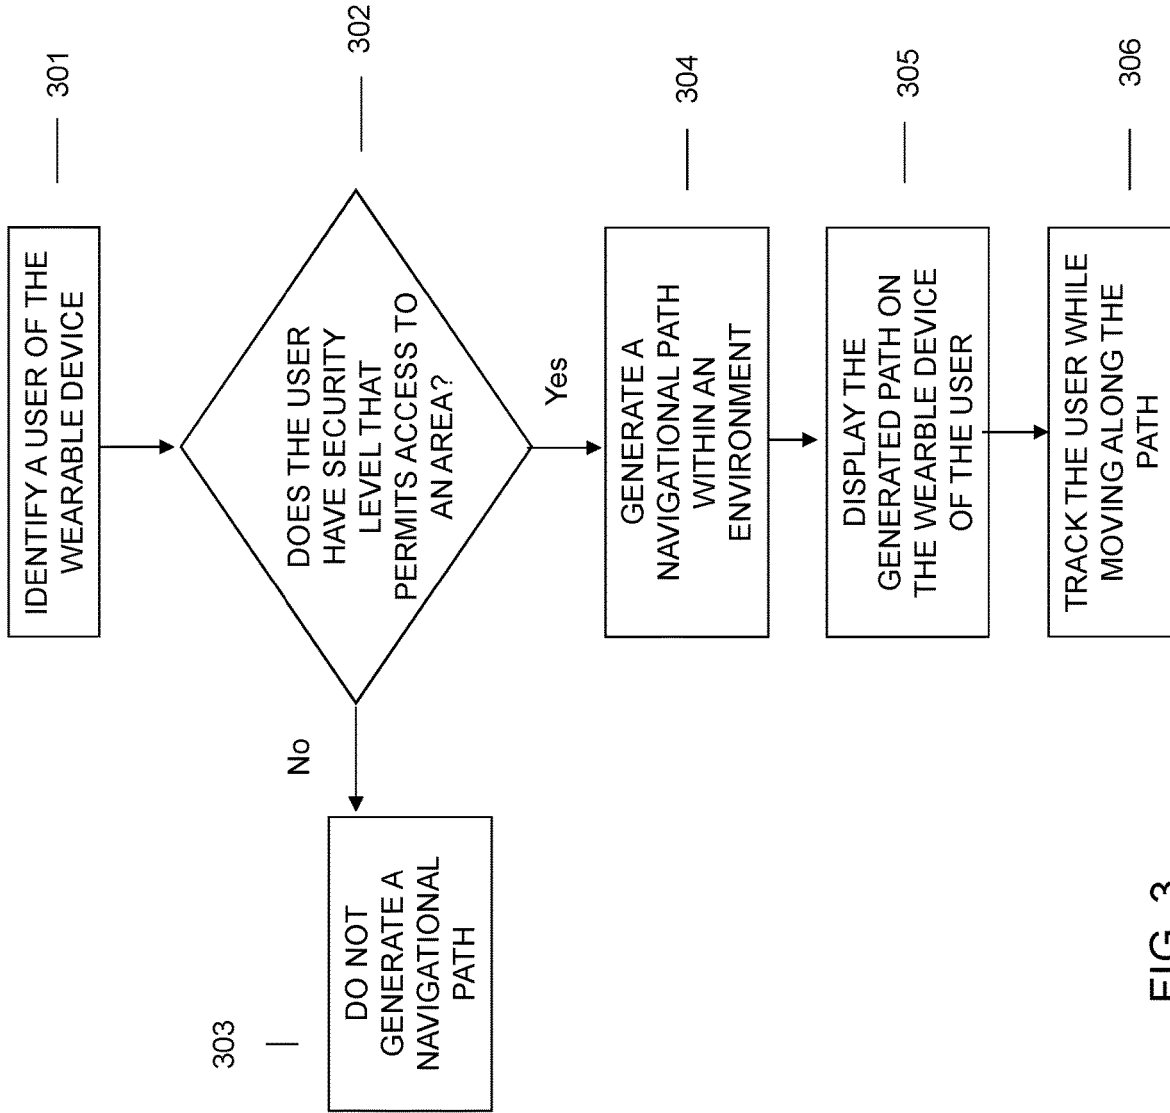 301
IDENTIFY A USER OF THE
WEARABLE DEVICE
302
DOES THE USER
HAVE SECURITY
LEVEL THAT
PERMITS ACCESS TO
AN AREA?
No
Yes
303
DO NOT
GENERATE A
NAVIGATIONAL
PATH
304
GENERATE A
NAVIGATIONAL PATH
WITHIN AN
ENVIRONMENT
305
DISPLAY THE
GENERATED PATH ON
THE WEARBLE DEVICE
OF THE USER
306
TRACK THE USER WHILE
MOVING ALONG THE
PATH
FIG. 3